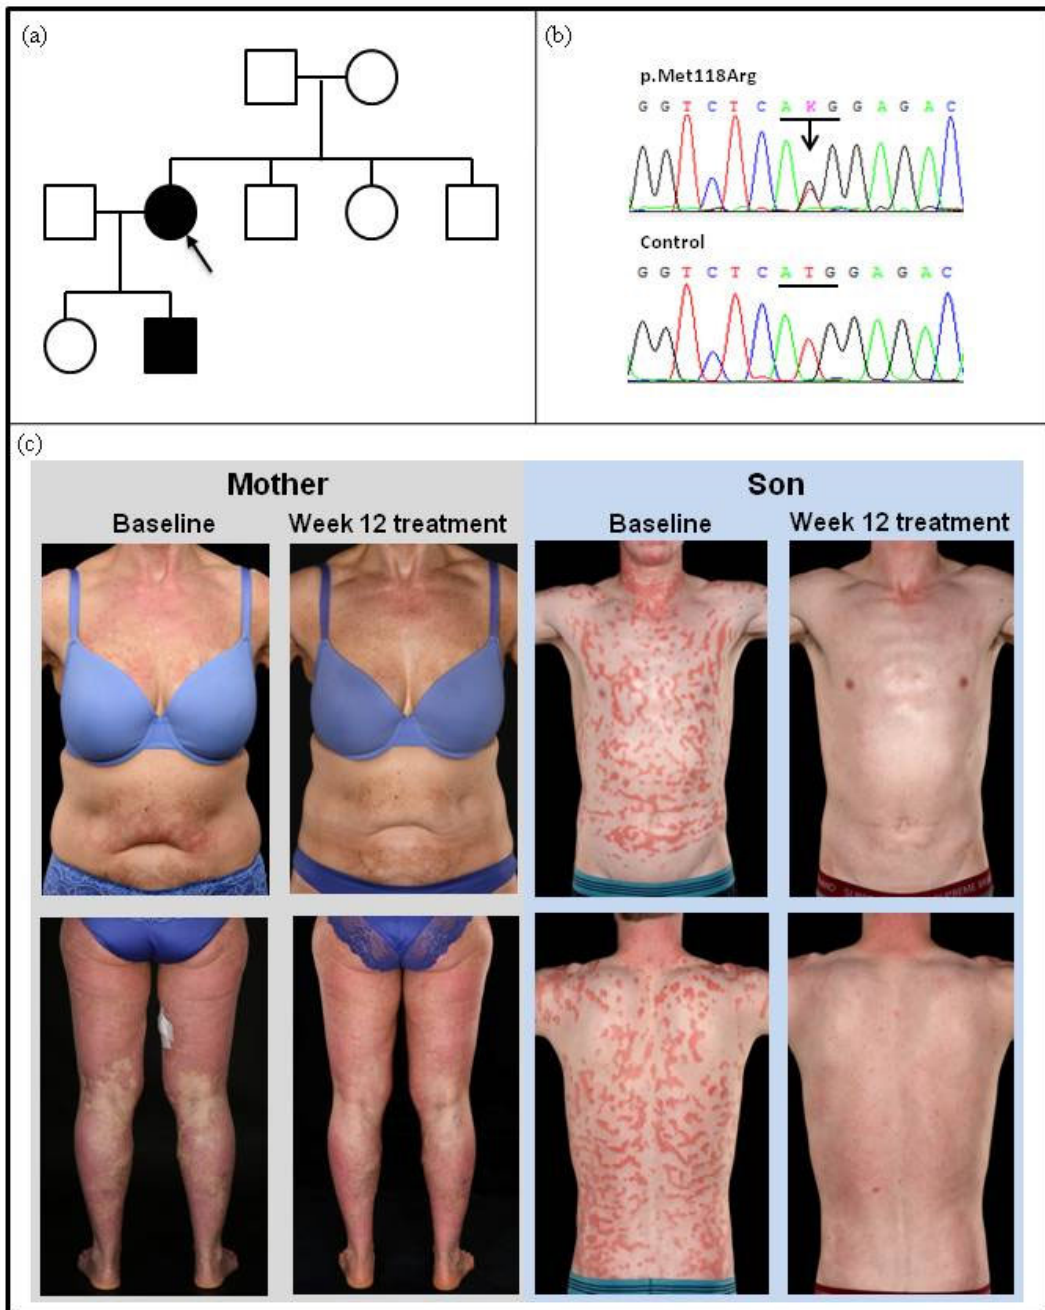 (a)
(b)
p.Met118Arg
G G T C T C A K G G A G A C
Control
G G T C T C A T G G A G A C
(c)
Mother
Son
Baseline
Week 12 treatment
Baseline
Week 12 treatment